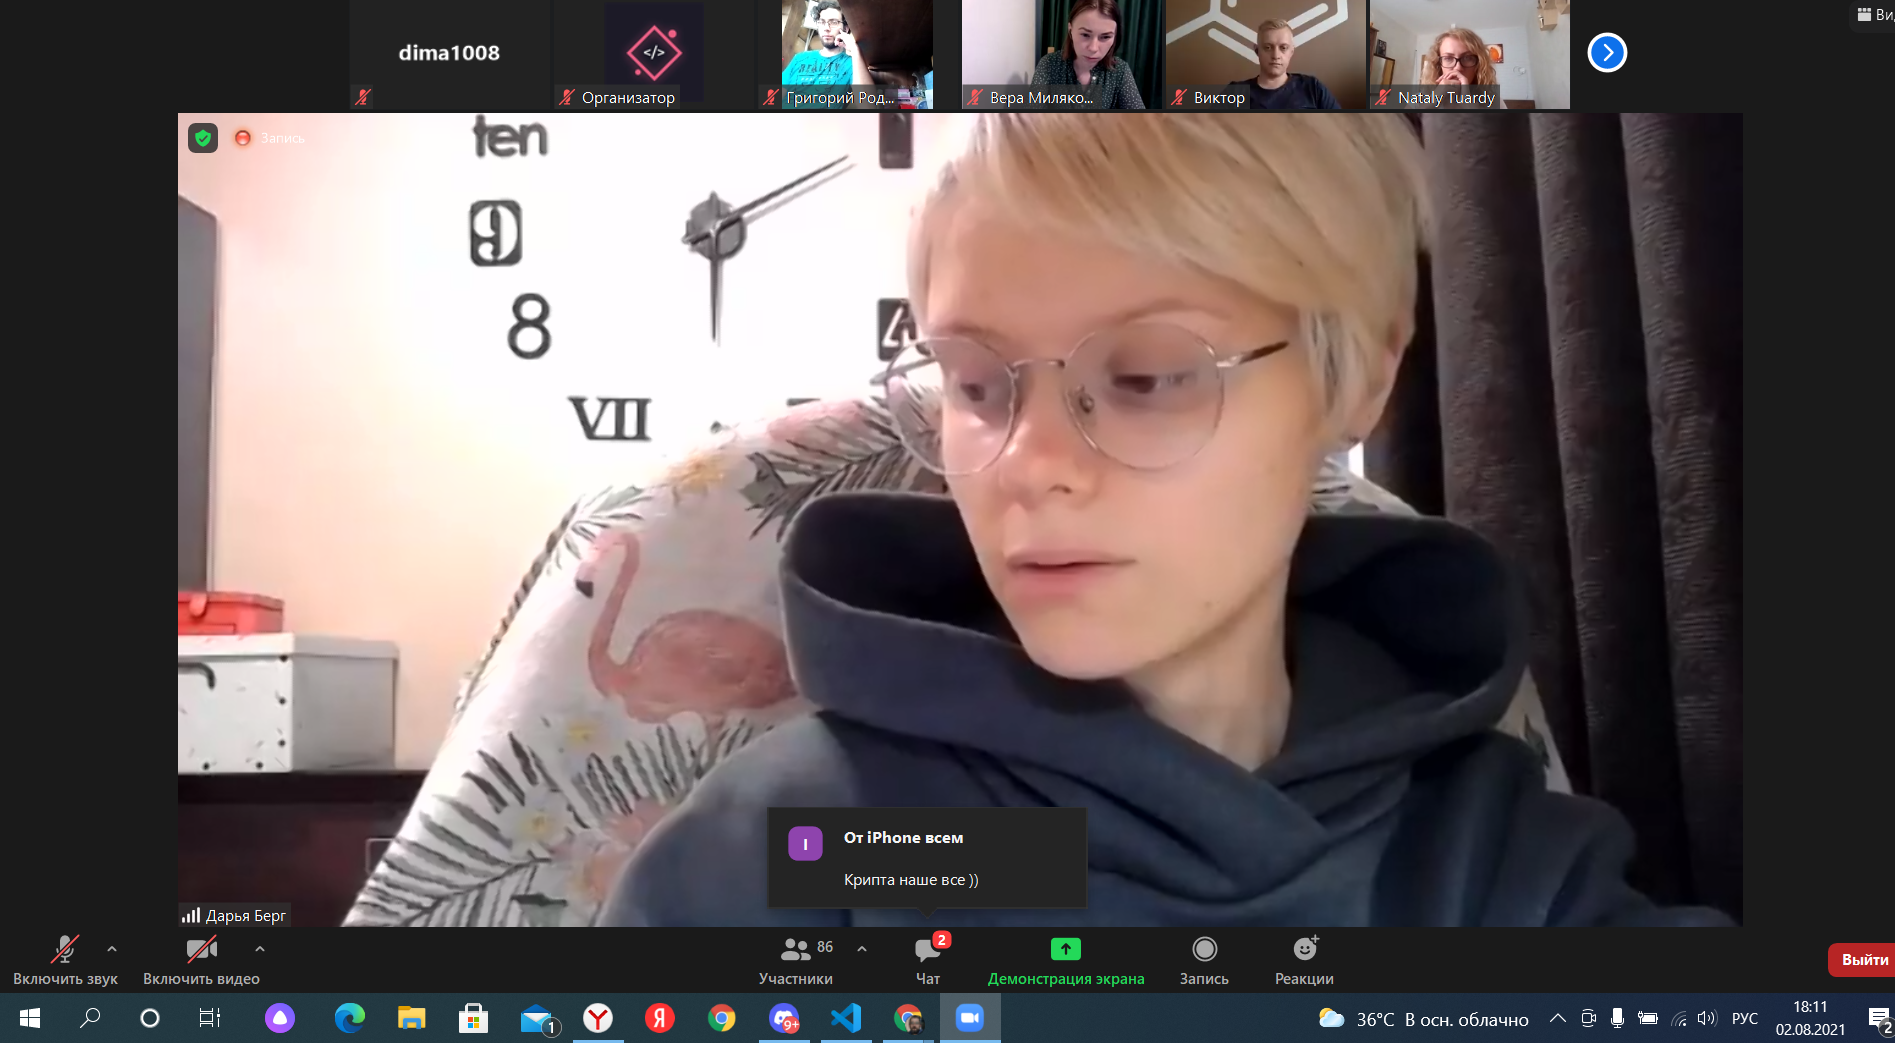 Ви
dima1008
</>
Организатор
Григорий Род...
Вера Миляко...
Виктор
Nataly Tuardy
Запись
ten
9
8
4
VII
I
От iPhone всем
Крипта наше все ))
Дарья Берг
86
2
Включить звук
Включить видео
Участники
Чат
Демонстрация экрана
Запись
Реакции
Выйти
1
Y
Я
9+
36°C В осн. облачно
РУС
18:11
02.08.2021
2